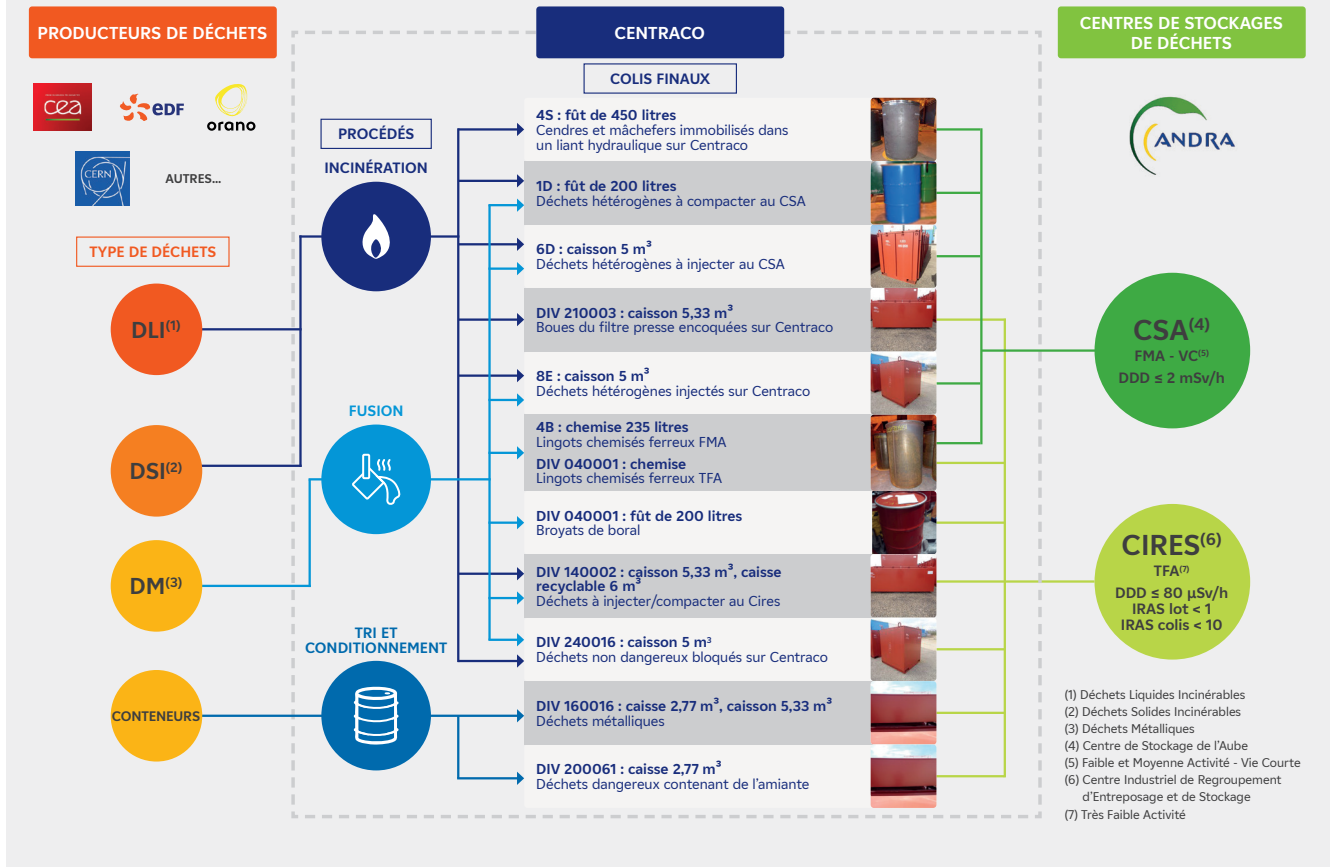 PRODUCTEURS DE DÉCHETS
cea
eDF
orano
CERN
AUTRES...
TYPE DE DÉCHETS
DLI(1)
DSI(2)
DM(3)
CONTENEURS
CENTRACO
COLIS FINAUX
PROCÉDÉS
INCINÉRATION
FUSION
TRI ET
CONDITIONNEMENT
4S : fût de 450 litres
Cendres et mâchefers immobilisés dans
un liant hydraulique sur Centraco
1D : fût de 200 litres
Déchets hétérogènes à compacter au CSA
6D : caisson 5 m³
Déchets hétérogènes à injecter au CSA
DIV 210003 : caisson 5,33 m³
Boues du filtre presse encoquées sur Centraco
8E : caisson 5 m³
Déchets hétérogènes injectés sur Centraco
4B : chemise 235 litres
Lingots chemisés ferreux FMA
DIV 040001 : chemise
Lingots chemisés ferreux TFA
DIV 040001 : fût de 200 litres
Broyats de boral
DIV 140002 : caisson 5,33 m³, caisse
recyclable 6 m³
Déchets à injecter/compacter au Cires
DIV 240016 : caisson 5 m³
Déchets non dangereux bloqués sur Centraco
DIV 160016 : caisse 2,77 m³, caisson 5,33 m³
Déchets métalliques
DIV 200061 : caisse 2,77 m³
Déchets dangereux contenant de l'amiante
CENTRES DE STOCKAGES
DE DÉCHETS
ANDRA
CSA(4)
FMA - VC(5)
DDD ≤ 2 mSv/h
CIRES(6)
TFA(7)
DDD ≤ 80 µSv/h
IRAS lot < 1
IRAS colis < 10
(1) Déchets Liquides Incinérables
(2) Déchets Solides Incinérables
(3) Déchets Métalliques
(4) Centre de Stockage de l'Aube
(5) Faible et Moyenne Activité - Vie Courte
(6) Centre Industriel de Regroupement
d'Entreposage et de Stockage
(7) Très Faible Activité